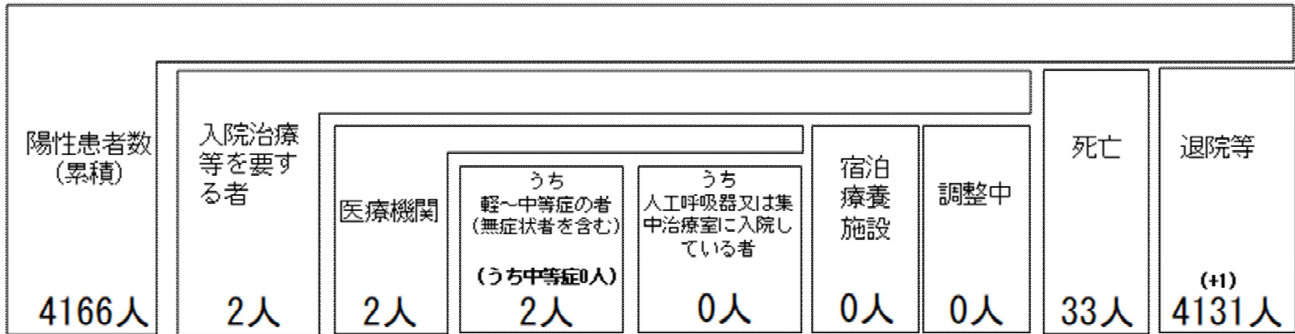 陽性患者数
(累積)
4166人
入院治療
等を要す
る者
2人
医療機関
2人
うち
軽～中等症の者
(無症状者を含む)
(うち中等症0人)
2人
うち
人工呼吸器又は集
中治療室に入院し
ている者
0人
宿泊
療養
施設
0人
調整中
0人
死亡
33人
退院等
(+1)
4131人